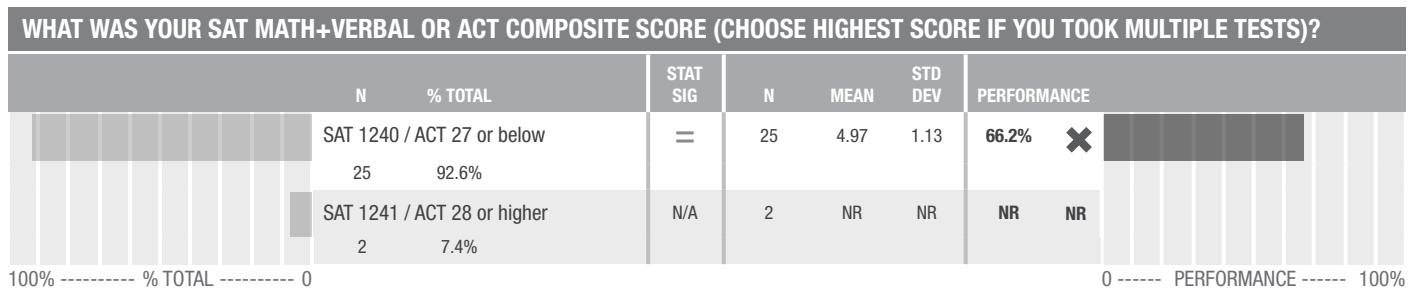 WHAT WAS YOUR SAT MATH+VERBAL OR ACT COMPOSITE SCORE (CHOOSE HIGHEST SCORE IF YOU TOOK MULTIPLE TESTS)?
N % TOTAL STAT SIG N MEAN STD DEV PERFORMANCE
SAT 1240 / ACT 27 or below = 25 4.97 1.13 66.2% ✖
25 92.6%
SAT 1241 / ACT 28 or higher N/A 2 NR NR NR NR
2 7.4%
100% ---------- % TOTAL ---------- 0 0 ------ PERFORMANCE ------ 100%